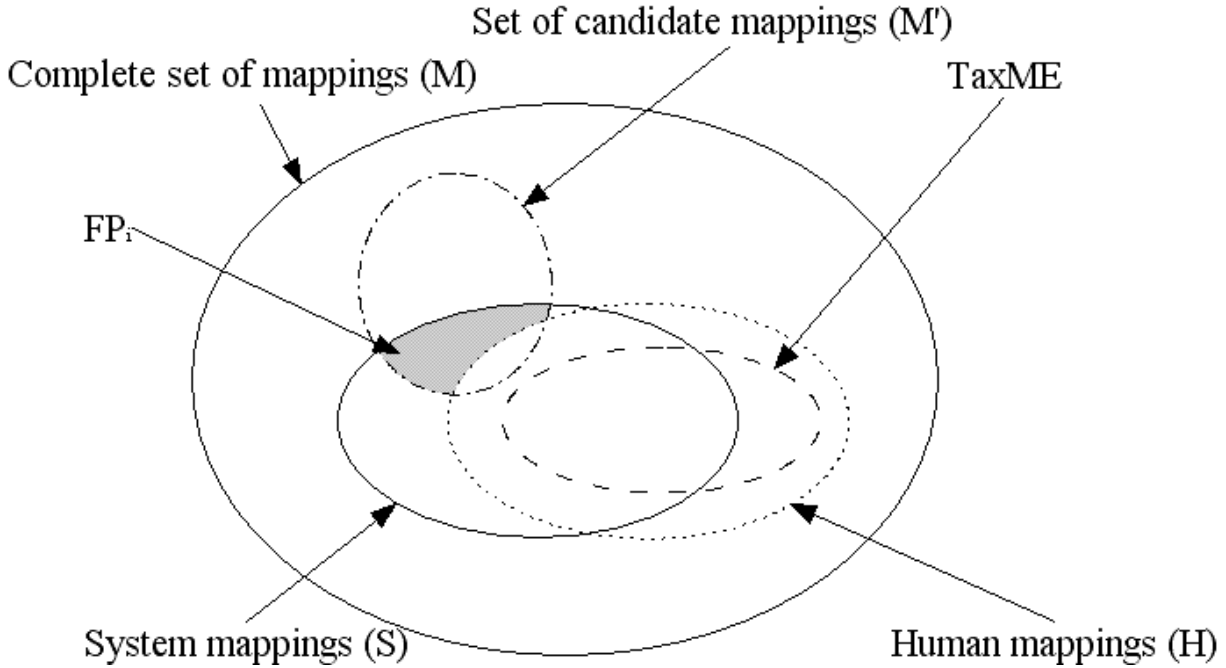 Set of candidate mappings (M')
Complete set of mappings (M)
TaxME
FPi
System mappings (S)
Human mappings (H)